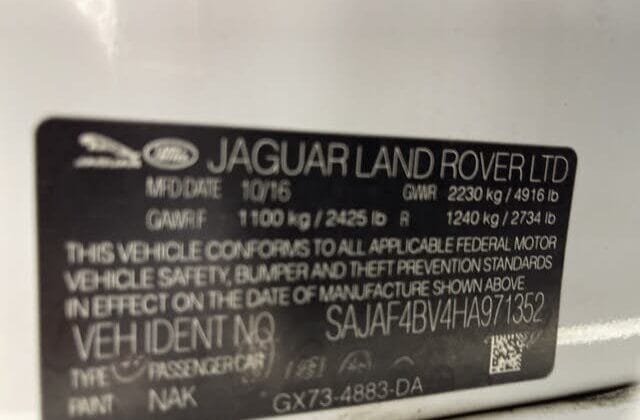 JAGUAR LAND ROVER LTD
MFD DATE 10/16 GVWR 2230 kg / 4916 lb
GAWR F 1100 kg / 2425 lb R 1240 kg / 2734 lb
THIS VEHICLE CONFORMS TO ALL APPLICABLE FEDERAL MOTOR
VEHICLE SAFETY, BUMPER AND THEFT PREVENTION STANDARDS
IN EFFECT ON THE DATE OF MANUFACTURE SHOWN ABOVE
VEH IDENT NO. SAJAF4BV4HA971352
TYPE PASSENGER CAR
PAINT NAK GX73-4883-DA